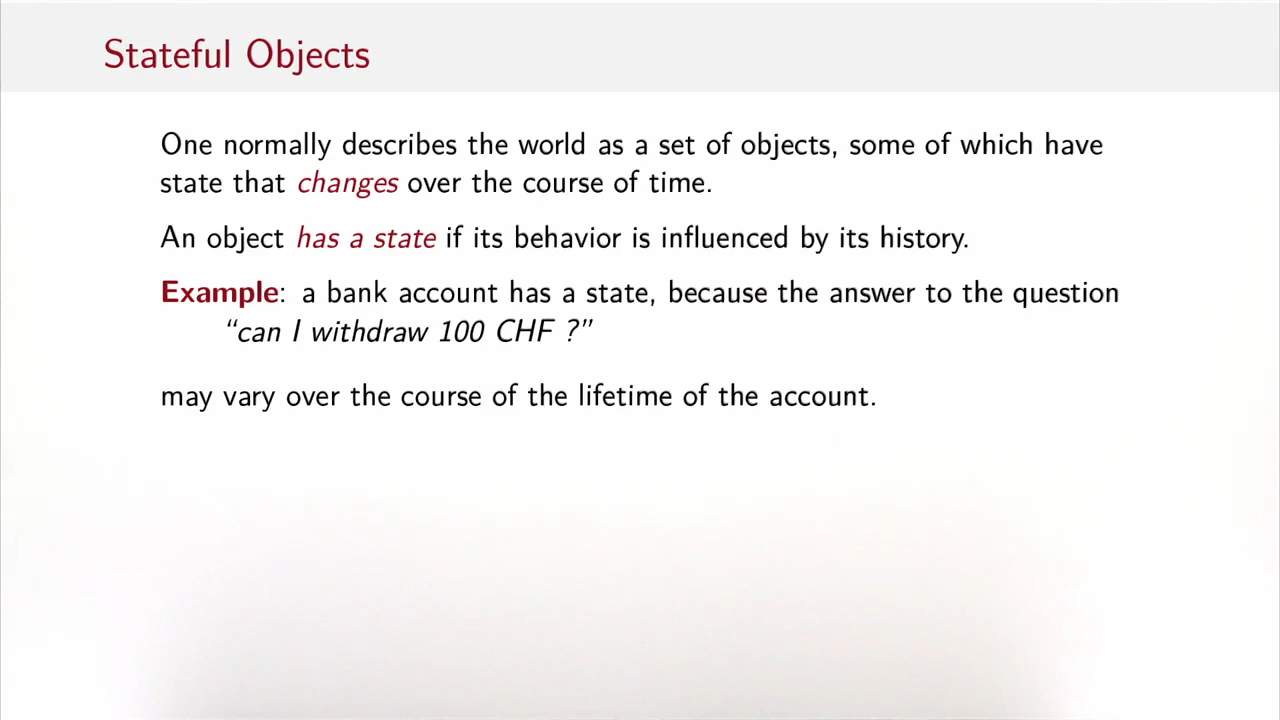 Stateful Objects
One normally describes the world as a set of objects, some of which have
state that changes over the course of time.
An object has a state if its behavior is influenced by its history.
Example: a bank account has a state, because the answer to the question
“can I withdraw 100 CHF ?”
may vary over the course of the lifetime of the account.